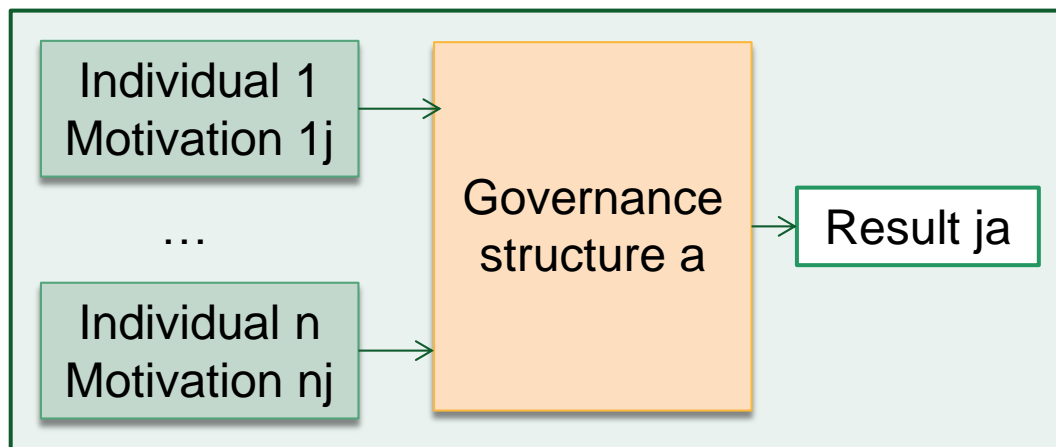 Individual 1
Motivation 1j
…
Individual n
Motivation nj
Governance
structure a
Result ja